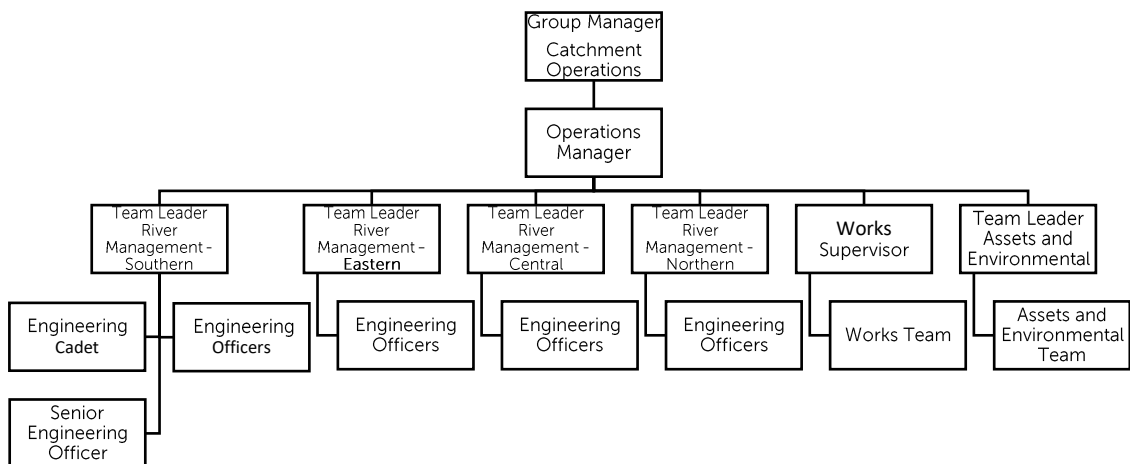 Group Manager
Catchment
Operations
Operations
Manager
Team Leader
River
Management -
Southern
Team Leader
River
Management –
Eastern
Team Leader
River
Management -
Central
Team Leader
River
Management -
Northern
Works
Supervisor
Team Leader
Assets and
Environmental
Engineering
Cadet
Engineering
Officers
Engineering
Officers
Engineering
Officers
Engineering
Officers
Works Team
Assets and
Environmental
Team
Senior
Engineering
Officer